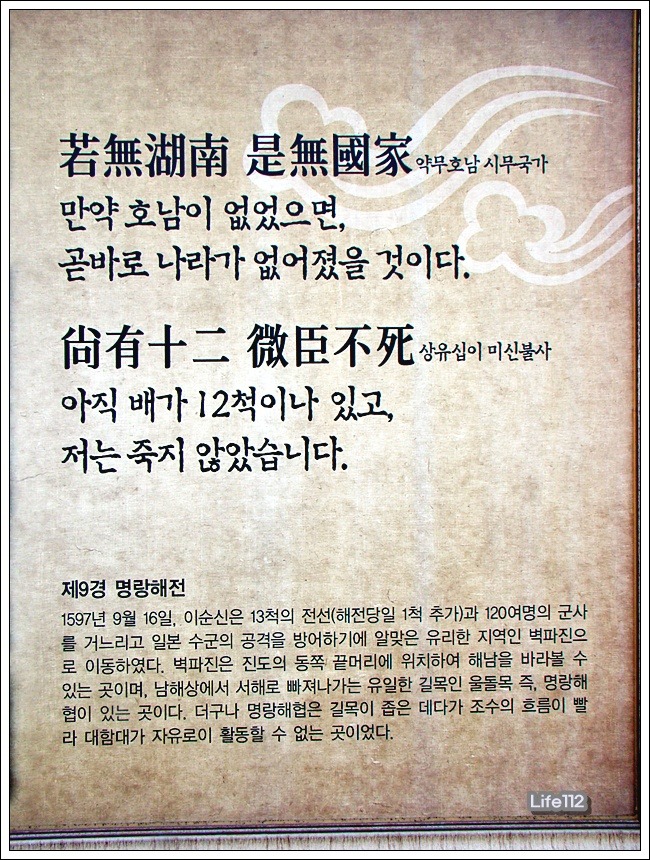 若無湖南 是無國家 약무호남 시무국가
만약 호남이 없었으면,
곧바로 나라가 없어졌을 것이다.
尙有十二 微臣不死 상유십이 미신불사
아직 배가 12척이나 있고,
저는 죽지 않았습니다.
제9경 명랑해전
1597년 9월 16일, 이순신은 13척의 전선(해전당일 1척 추가)과 120여명의 군사
를 거느리고 일본 수군의 공격을 방어하기에 알맞은 유리한 지역인 벽파진으
로 이동하였다. 벽파진은 진도의 동쪽 끝머리에 위치하여 해남을 바라볼 수
있는 곳이며, 남해상에서 서해로 빠져나가는 유일한 길목인 울돌목 즉, 명랑해
협이 있는 곳이다. 더구나 명랑해협은 길목이 좁은 데다가 조수의 흐름이 빨
라 대함대가 자유로이 활동할 수 없는 곳이었다.
Life112